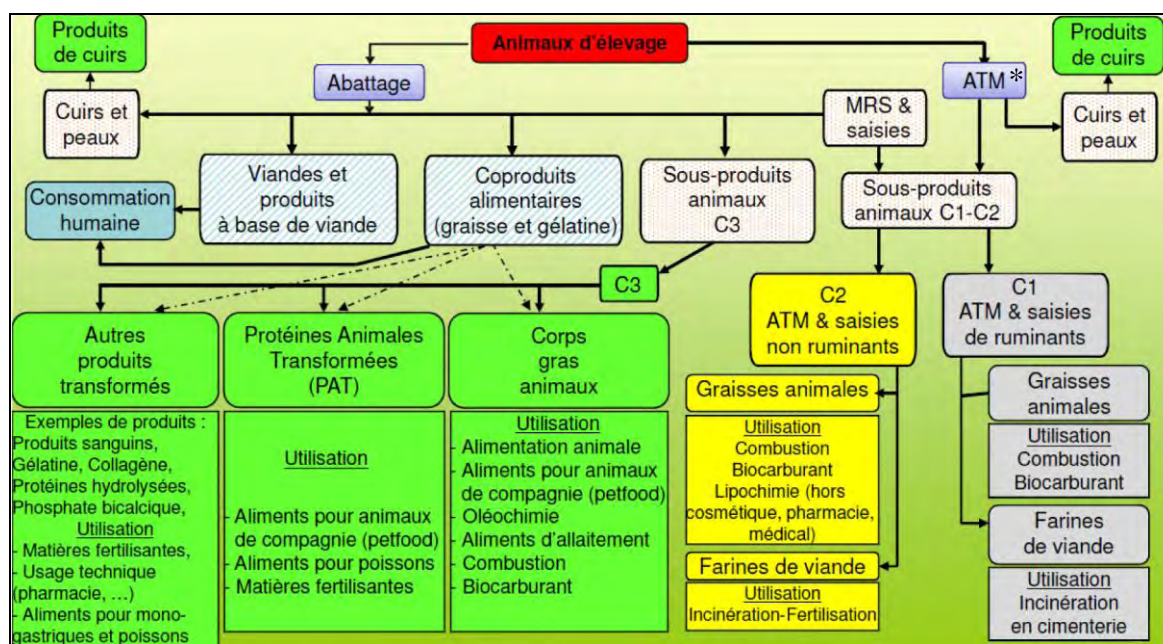 Produits
de cuirs
Animaux d'élevage
Produits
de cuirs
Abattage
ATM*
Cuirs et
peaux
MRS &
saisies
Cuirs et
peaux
Consommation
humaine
Viandes et
produits
à base de viande
Coproduits
alimentaires
(graisse et gélatine)
Sous-produits
animaux
C3
Sous-produits
animaux C1-C2
C3
Autres
produits
transformés
Protéines Animales
Transformées
(PAT)
Corps
gras
animaux
C2
ATM & saisies
non ruminants
C1
ATM & saisies
de ruminants
Exemples de produits :
Produits sanguins,
Gélatine, Collagène,
Protéines hydrolysées,
Phosphate bicalcique,
Utilisation
- Matières fertilisantes,
- Usage technique
(pharmacie, ...)
- Aliments pour mono-
gastriques et poissons
Utilisation
- Aliments pour animaux
de compagnie (petfood)
- Aliments pour poissons
- Matières fertilisantes
Utilisation
- Alimentation animale
- Aliments pour animaux
de compagnie (petfood)
- Oléochimie
- Aliments d'allaitement
- Combustion
- Biocarburant
Graisses animales
Utilisation
Combustion
Biocarburant
Lipochimie (hors
cosmétique, pharmacie,
médical)
Farines de viande
Utilisation
Incinération-Fertilisation
Graisses
animales
Utilisation
Combustion
Biocarburant
Farines
de viande
Utilisation
Incinération
en cimenterie